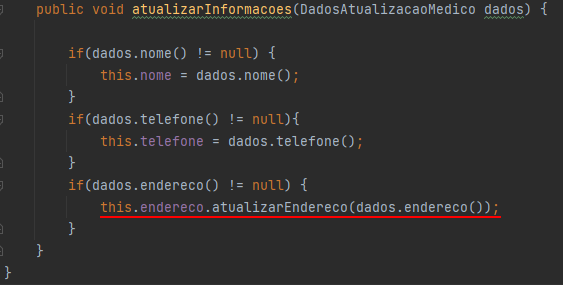 public void atualizarInformacoes(DadosAtualizacaoMedico dados) {
if(dados.nome() != null) {
this.nome = dados.nome();
}
if(dados.telefone() != null){
this.telefone = dados.telefone();
}
if(dados.endereco() != null) {
this.endereco.atualizarEndereco(dados.endereco());
}
}
}